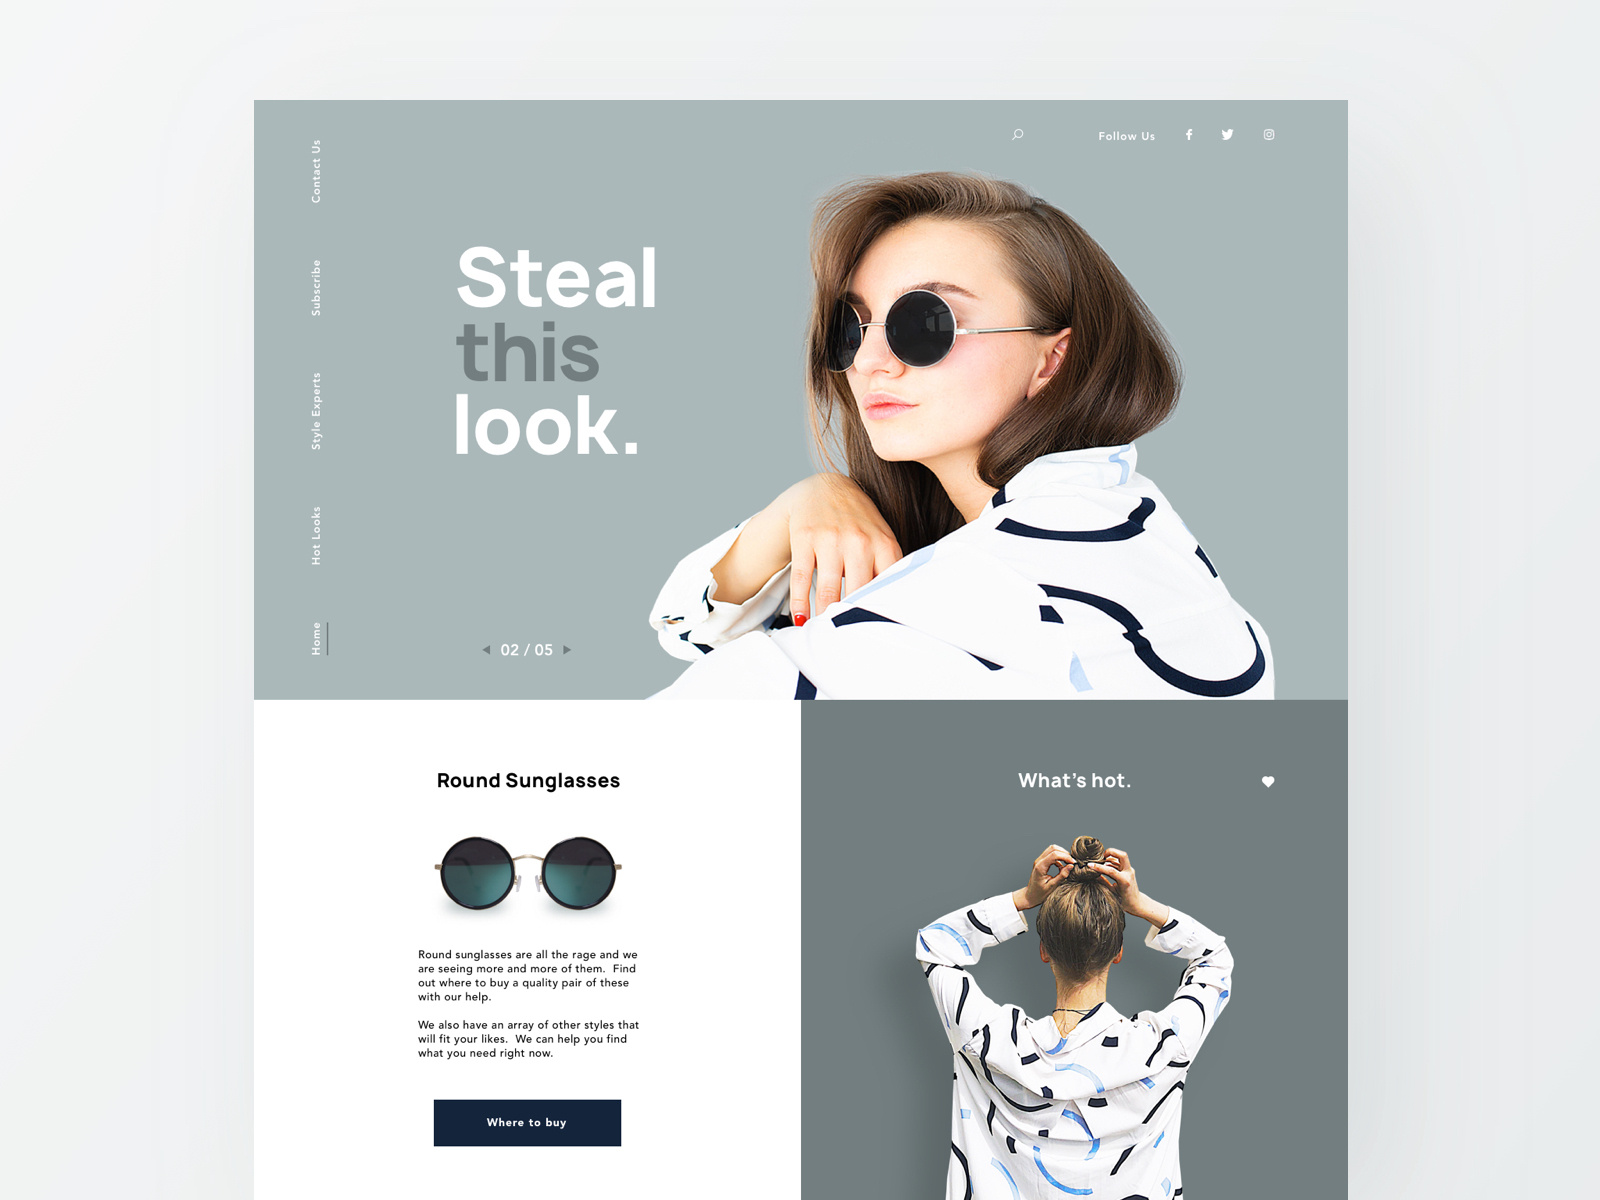 Follow Us
Contact Us
Subscribe
Style Experts
Hot Looks
Home
Steal
this
look.
02 / 05
Round Sunglasses
Round sunglasses are all the rage and we
are seeing more and more of them.  Find
out where to buy a quality pair of these
with our help.
We also have an array of other styles that
will fit your likes.  We can help you find
what you need right now.
Where to buy
What's hot.